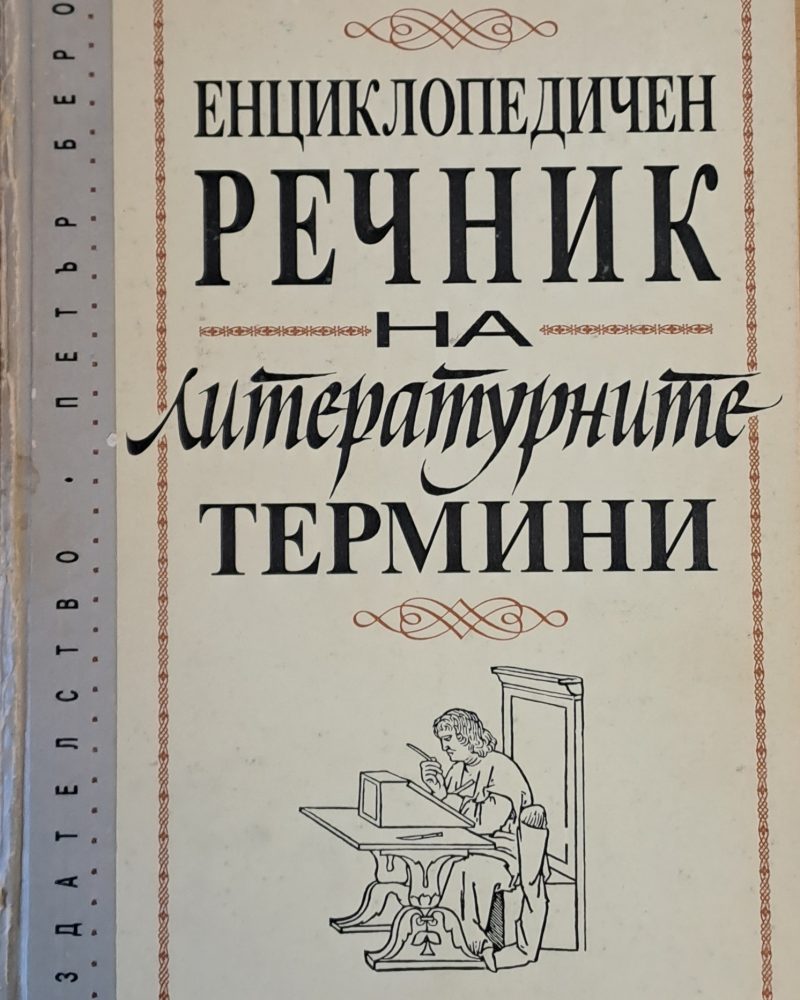 ЕНЦИКЛОПЕДИЧЕН
РЕЧНИК
НА
литературните
ТЕРМИНИ
ЗДАТЕЛСТВО · ПЕТЪР БЕРО